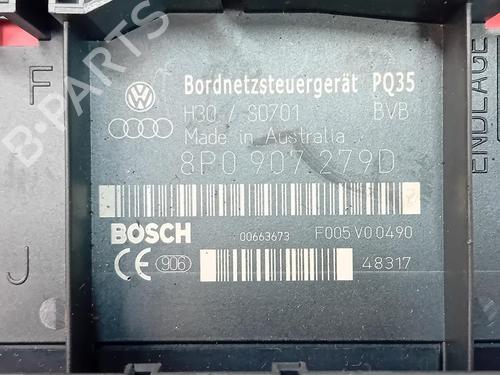 F
Bordnetzsteuergerät PQ35
H30 / S0701 BVB
Made in Australia
8P0 907 279D
BOSCH 00663673 F005 V0 0490
CE 906 48317
J
ENDLAGE
B-PARTS